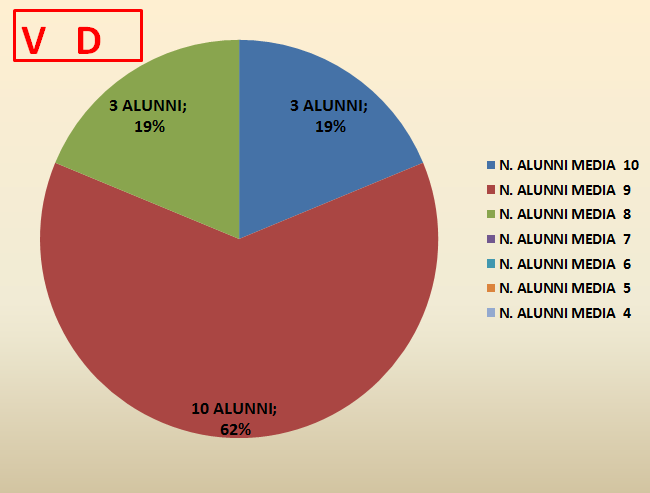 V D
3 ALUNNI;
19%
3 ALUNNI;
19%
10 ALUNNI;
62%
N. ALUNNI MEDIA 10
N. ALUNNI MEDIA 9
N. ALUNNI MEDIA 8
N. ALUNNI MEDIA 7
N. ALUNNI MEDIA 6
N. ALUNNI MEDIA 5
N. ALUNNI MEDIA 4